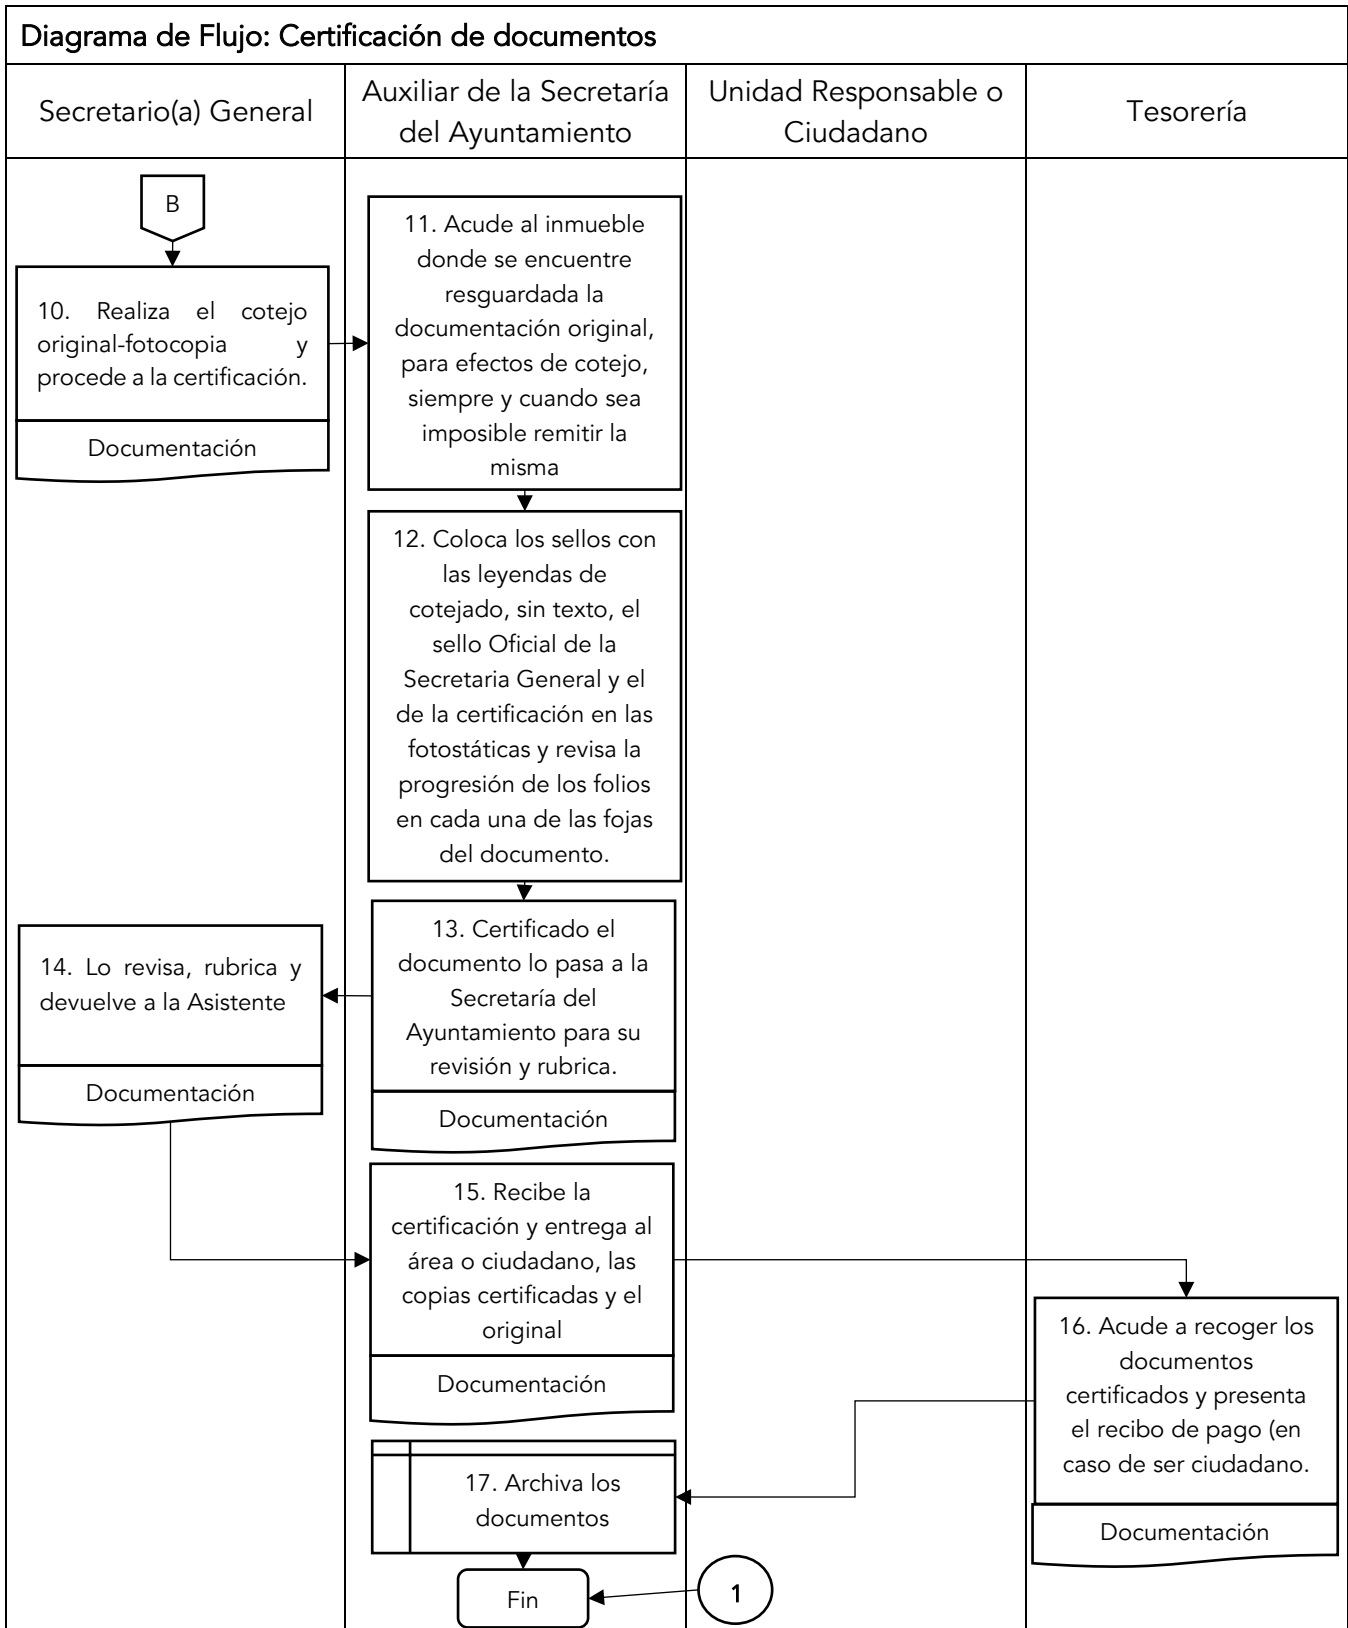 Diagrama de Flujo: Certificación de documentos
Secretario(a) General
Auxiliar de la Secretaría
del Ayuntamiento
Unidad Responsable o
Ciudadano
Tesorería
B
10. Realiza el cotejo
original-fotocopia y
procede a la certificación.
Documentación
11. Acude al inmueble
donde se encuentre
resguardada la
documentación original,
para efectos de cotejo,
siempre y cuando sea
imposible remitir la
misma
12. Coloca los sellos con
las leyendas de
cotejado, sin texto, el
sello Oficial de la
Secretaria General y el
de la certificación en las
fotostáticas y revisa la
progresión de los folios
en cada una de las fojas
del documento.
13. Certificado el
documento lo pasa a la
Secretaría del
Ayuntamiento para su
revisión y rubrica.
Documentación
14. Lo revisa, rubrica y
devuelve a la Asistente
Documentación
15. Recibe la
certificación y entrega al
área o ciudadano, las
copias certificadas y el
original
Documentación
16. Acude a recoger los
documentos
certificados y presenta
el recibo de pago (en
caso de ser ciudadano.
Documentación
17. Archiva los
documentos
Fin
1